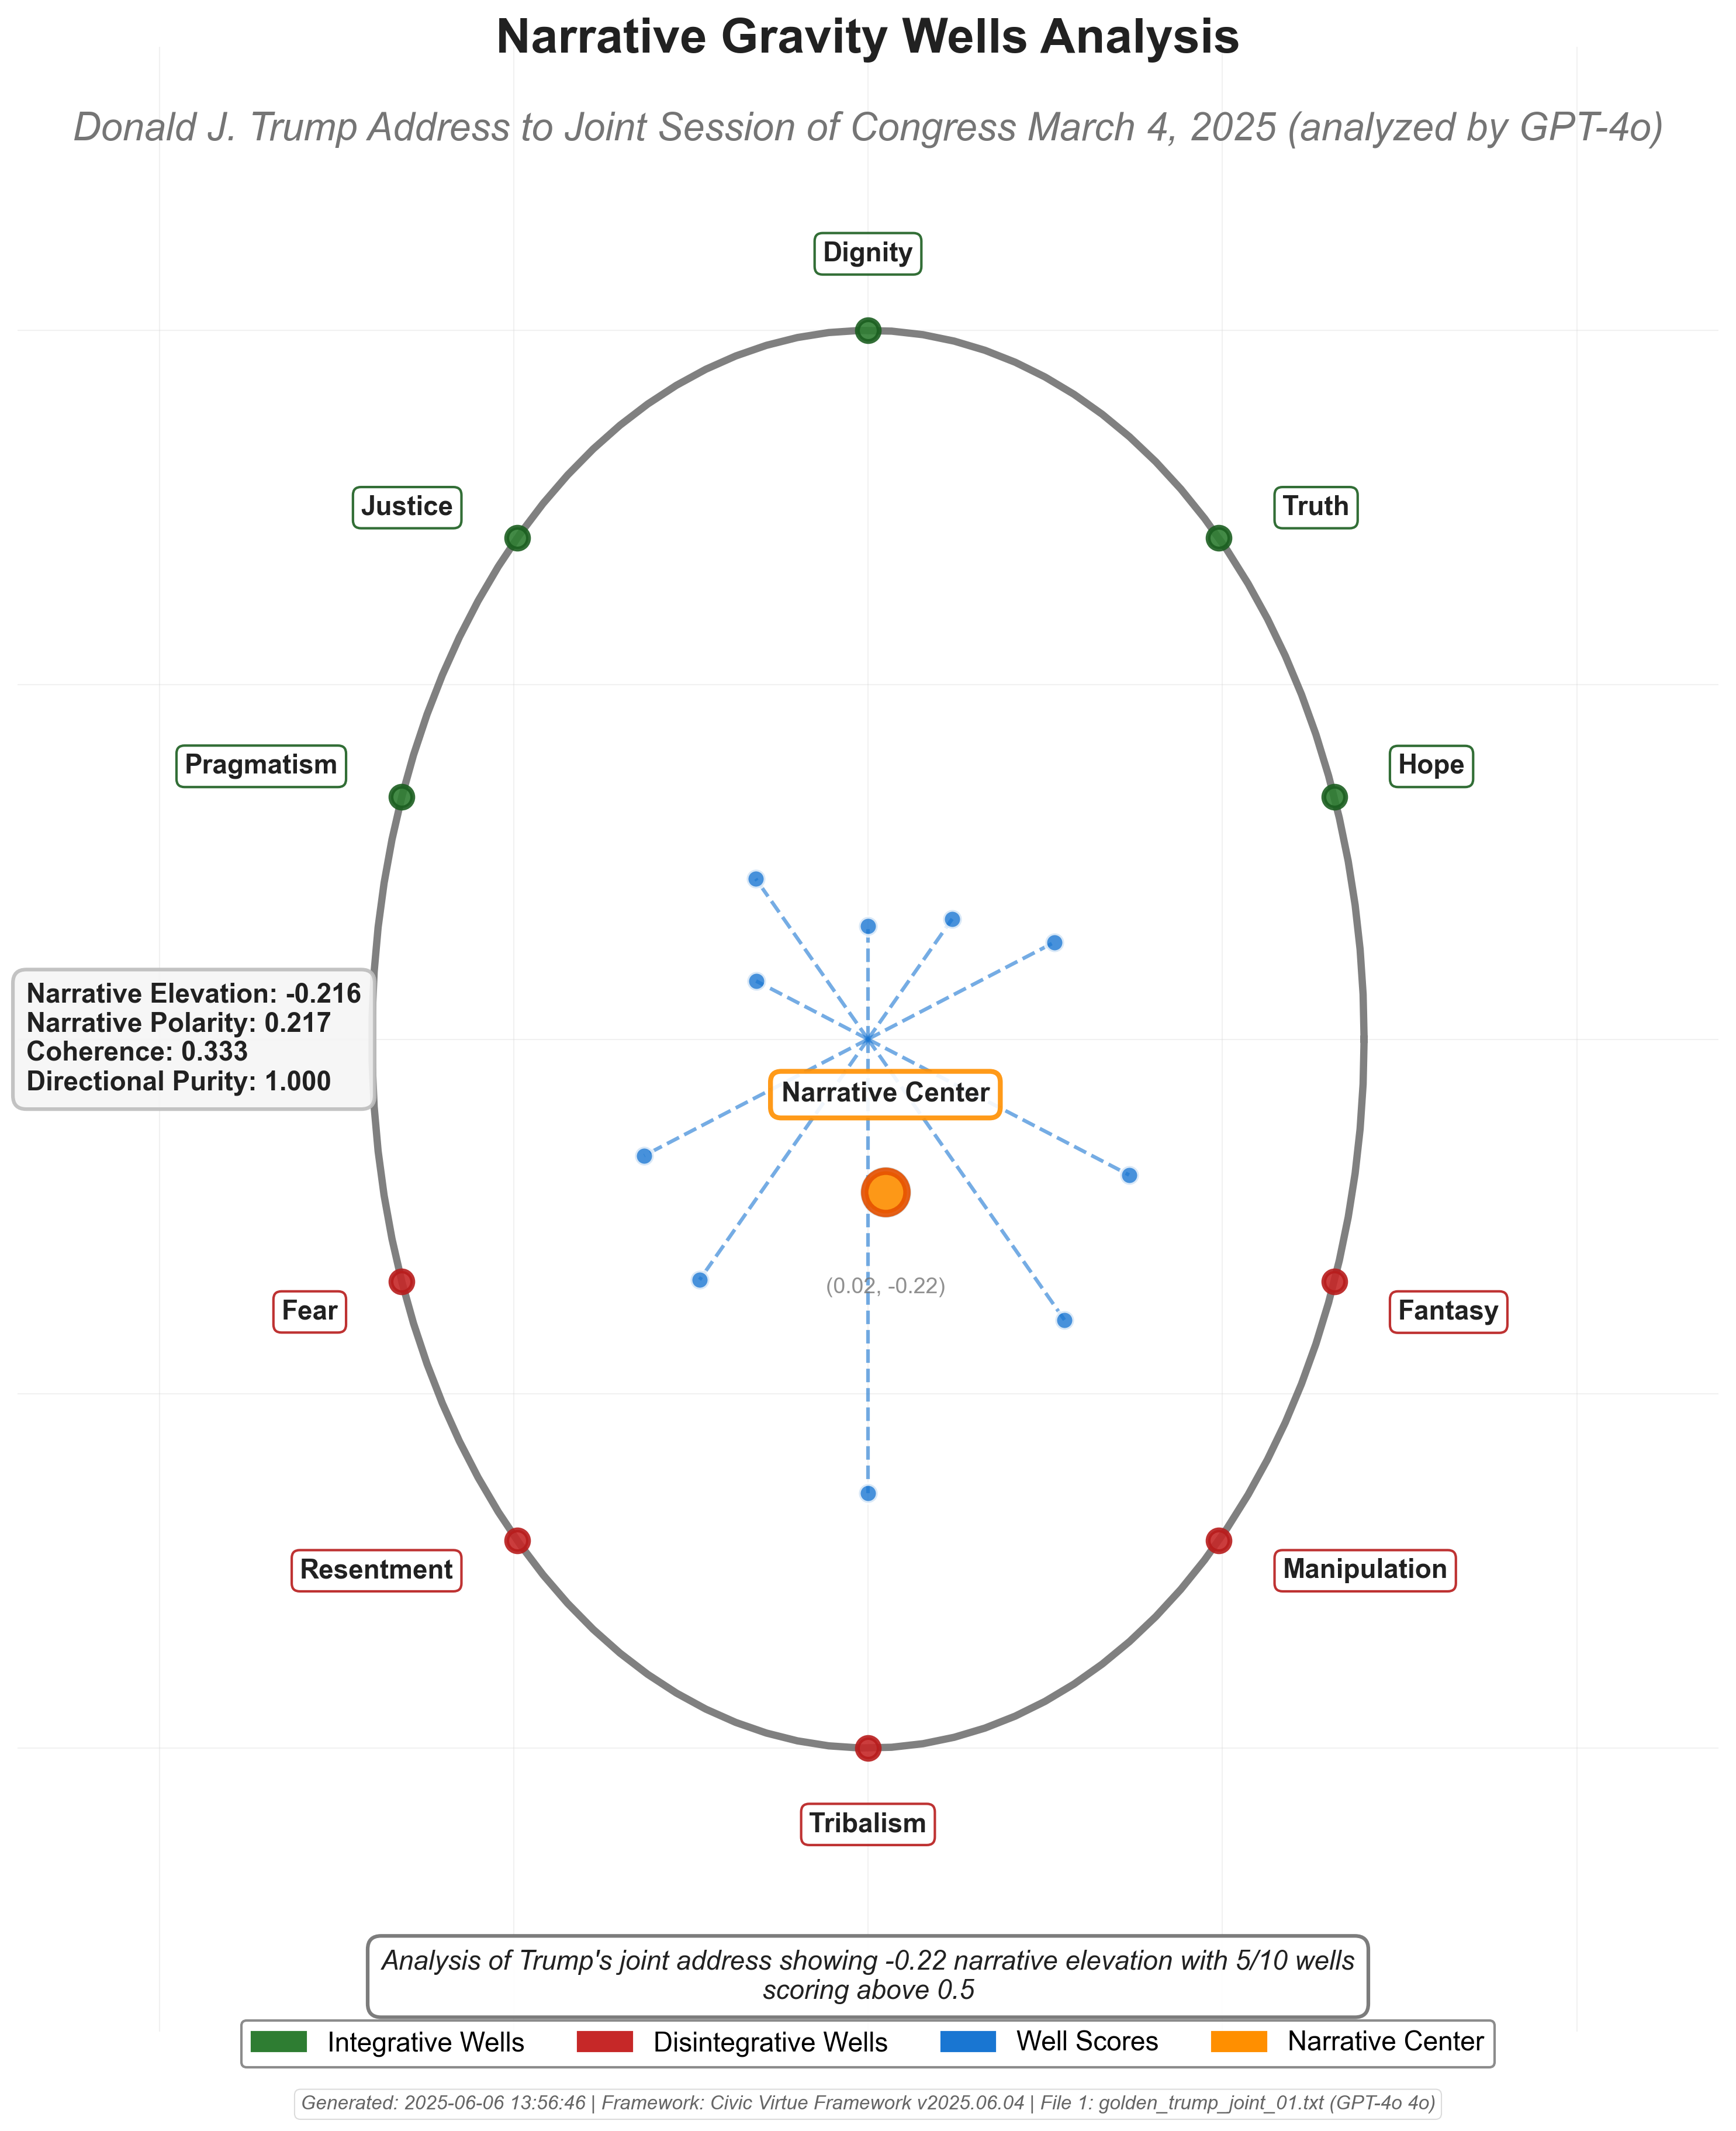 Narrative Gravity Wells Analysis
Donald J. Trump Address to Joint Session of Congress March 4, 2025 (analyzed by GPT-4o)
Dignity
Justice
Truth
Pragmatism
Hope
Narrative Elevation: -0.216
Narrative Polarity: 0.217
Coherence: 0.333
Directional Purity: 1.000
Narrative Center
(0.02, -0.22)
Fear
Fantasy
Resentment
Manipulation
Tribalism
Analysis of Trump's joint address showing -0.22 narrative elevation with 5/10 wells
scoring above 0.5
Integrative Wells
Disintegrative Wells
Well Scores
Narrative Center
Generated: 2025-06-06 13:56:46 | Framework: Civic Virtue Framework v2025.06.04 | File 1: golden_trump_joint_01.txt (GPT-4o 4o)